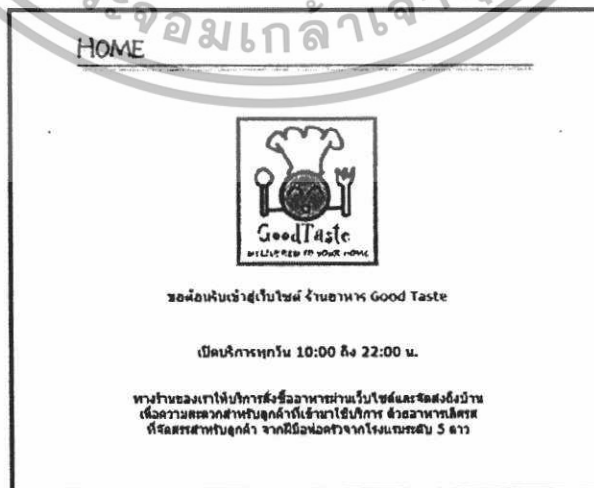 ระจอมเกล้าเจ้า
HOME
GoodTaste
DELIVERED TO YOUR HOME
ขอต้อนรับเข้าสู่เว็บไซต์ ร้านอาหาร Good Taste
เปิดบริการทุกวัน 10:00 ถึง 22:00 น.
ทางร้านของเราให้บริการสั่งซื้ออาหารผ่านเว็บไซต์และจัดส่งถึงบ้าน
เพื่อความสะดวกสำหรับลูกค้าที่เข้ามาใช้บริการ ด้วยอาหารเลิศรส
ที่จัดสรรสำหรับลูกค้า จากฝีมือพ่อครัวจากโรงแรมระดับ 5 ดาว